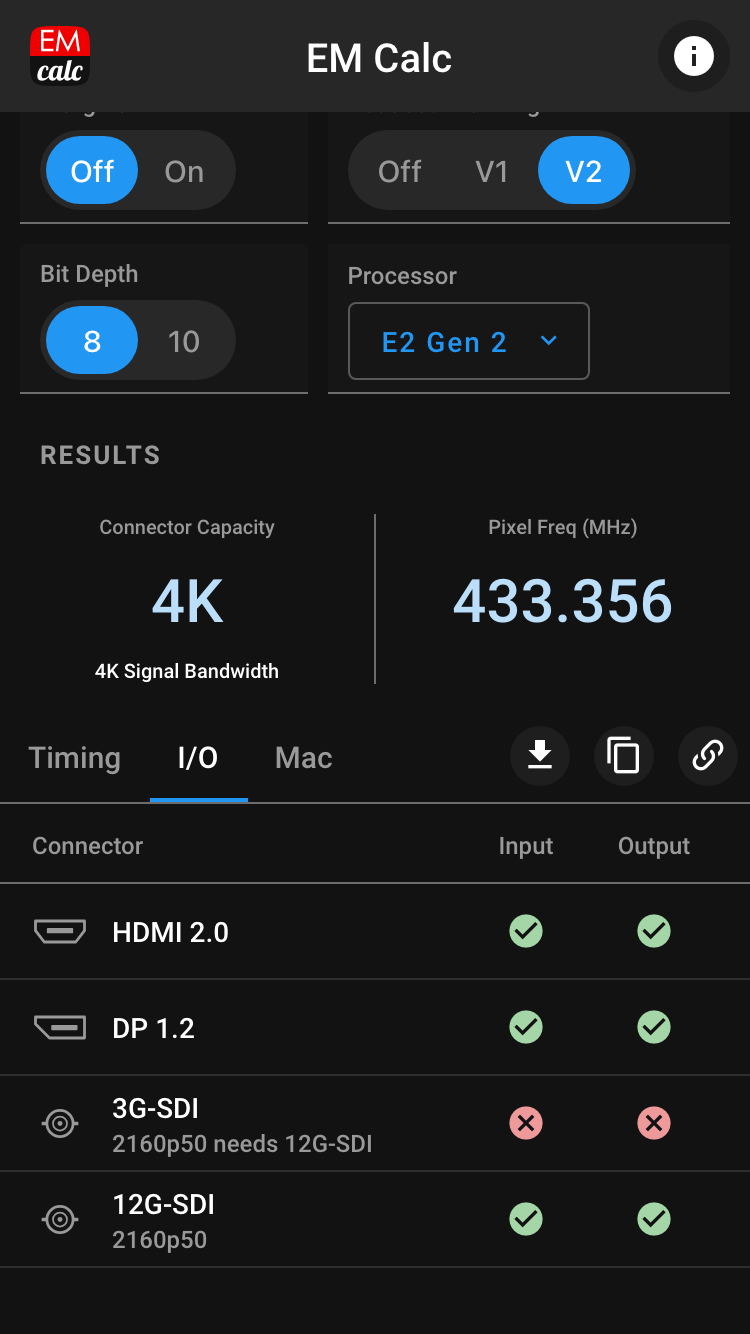 EM
calc
EM Calc
Off On
Off V1 V2
Bit Depth
Processor
8 10
E2 Gen 2
RESULTS
Connector Capacity
Pixel Freq (MHz)
4K
433.356
4K Signal Bandwidth
Timing I/O Mac
Connector Input Output
HDMI 2.0
DP 1.2
3G-SDI
2160p50 needs 12G-SDI
12G-SDI
2160p50